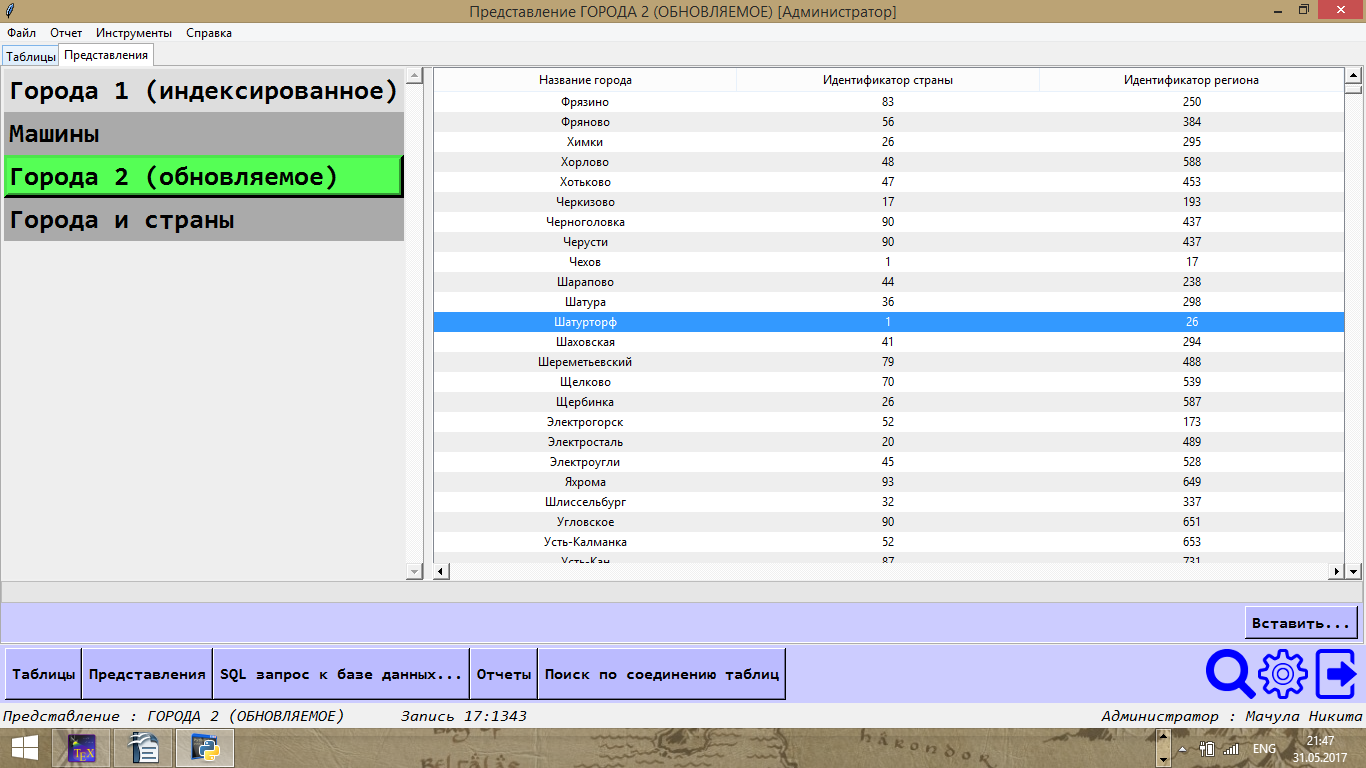 Представление ГОРОДА 2 (ОБНОВЛЯЕМОЕ) [Администратор]
Файл Отчет Инструменты Справка
Таблицы Представления
Города 1 (индексированное)
Машины
Города 2 (обновляемое)
Города и страны
Название города Идентификатор страны Идентификатор региона
Фрязино 83 250
Фряново 56 384
Химки 26 295
Хорлово 48 588
Хотьково 47 453
Черкизово 17 193
Черноголовка 90 437
Черусти 90 437
Чехов 1 17
Шарапово 44 238
Шатура 36 298
Шатурторф 1 26
Шаховская 41 294
Шереметьевский 79 488
Щелково 70 539
Щербинка 26 587
Электрогорск 52 173
Электросталь 20 489
Электроугли 45 528
Яхрома 93 649
Шлиссельбург 32 337
Угловское 90 651
Усть-Калманка 52 653
Усть-Кан 87 731
Вставить...
Таблицы Представления SQL запрос к базе данных... Отчеты Поиск по соединению таблиц
Представление : ГОРОДА 2 (ОБНОВЛЯЕМОЕ) Запись 17:1343 Администратор : Мачула Никита
TEX
hàkondor
ENG
21:47
31.05.2017